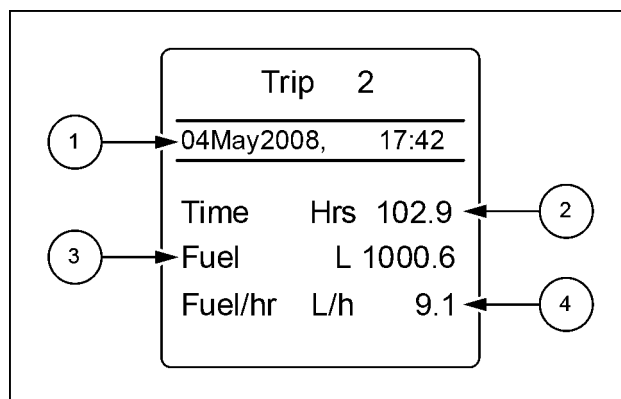 Trip 2
1 04May2008, 17:42
Time Hrs 102.9 2
3 Fuel L 1000.6
Fuel/hr L/h 9.1 4